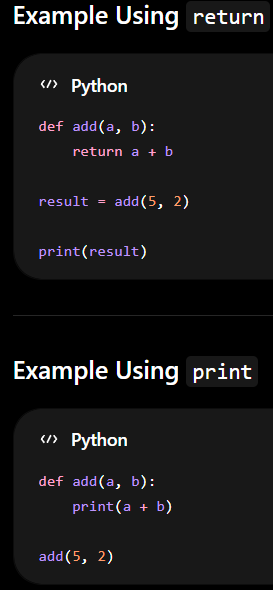 Example Using return
</> Python
def add(a, b):
    return a + b
result = add(5, 2)
print(result)
Example Using print
</> Python
def add(a, b):
    print(a + b)
add(5, 2)